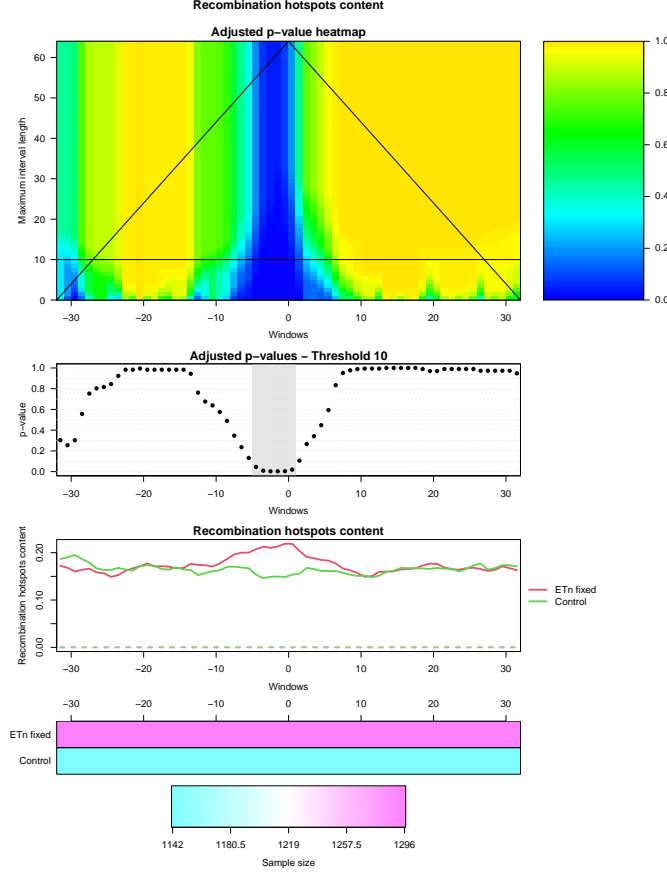 Recombination hotspots content
Adjusted p−value heatmap
Maximum interval length
0
10
20
30
40
50
60
−30 −20 −10 0 10 20 30
Windows
0.0
0.2
0.4
0.6
0.8
1.0
Adjusted p−values − Threshold 10
p−value
0.0
0.2
0.4
0.6
0.8
1.0
−30 −20 −10 0 10 20 30
Windows
Recombination hotspots content
Recombination hotspots content
0.00
0.10
0.20
−30 −20 −10 0 10 20 30
Windows
ETn fixed
Control
−30 −20 −10 0 10 20 30
ETn fixed
Control
1142 1180.5 1219 1257.5 1296
Sample size